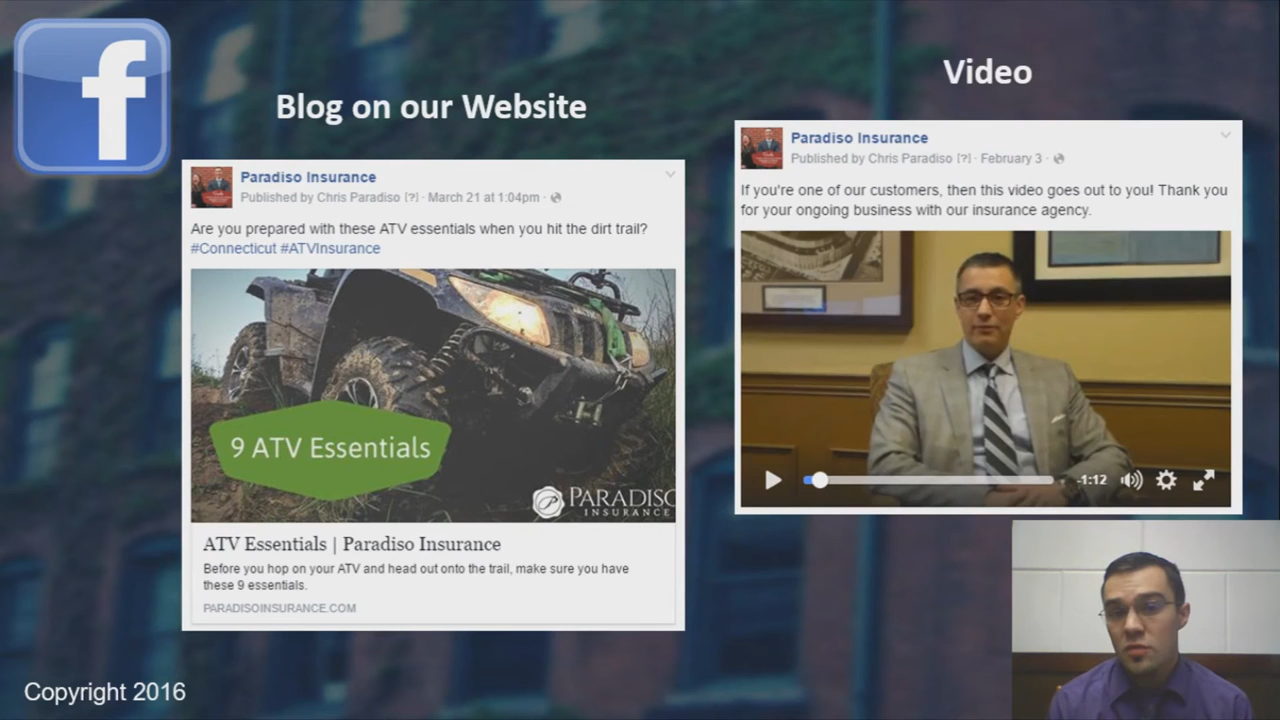 f
Blog on our Website
Paradiso Insurance
Published by Chris Paradiso [?] · March 21 at 1:04pm ·
Are you prepared with these ATV essentials when you hit the dirt trail?
#Connecticut #ATVInsurance
9 ATV Essentials
P PARADISO
INSURANCE
ATV Essentials | Paradiso Insurance
Before you hop on your ATV and head out onto the trail, make sure you have
these 9 essentials.
PARADISOINSURANCE.COM
Video
Paradiso Insurance
Published by Chris Paradiso [?] · February 3 ·
If you're one of our customers, then this video goes out to you! Thank you
for your ongoing business with our insurance agency.
-1:12
Copyright 2016